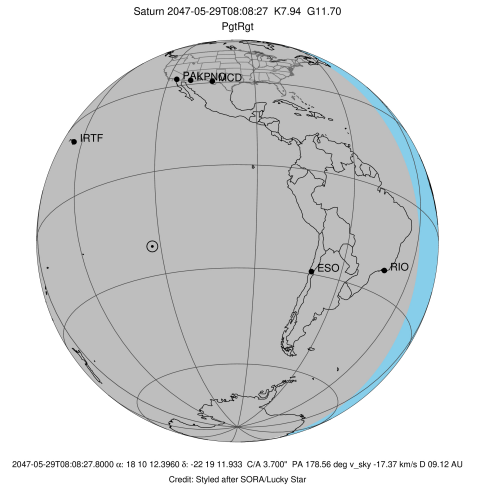 Saturn 2047-05-29T08:08:27 K7.94 G11.70
PgtRgt
PAL
KPNO
MCD
IRTF
ESO
RIO
2047-05-29T08:08:27.8000 α: 18 10 12.3960 δ: -22 19 11.933 C/A 3.700" PA 178.56 deg v_sky -17.37 km/s D 09.12 AU
Credit: Styled after SORA/Lucky Star